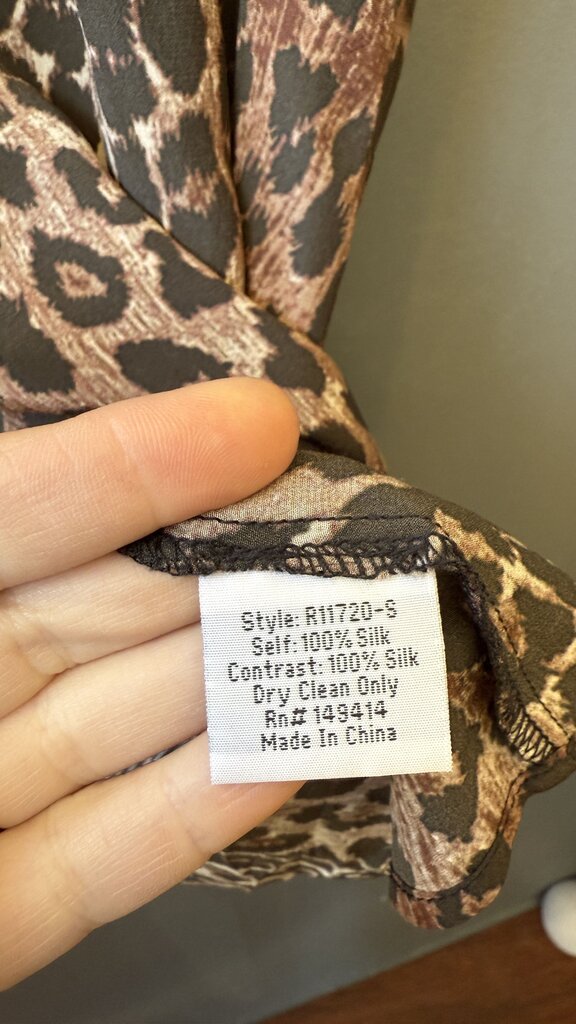 Style: R11720-S
Self: 100% Silk
Contrast: 100% Silk
Dry Clean Only
Rn# 149414
Made In China